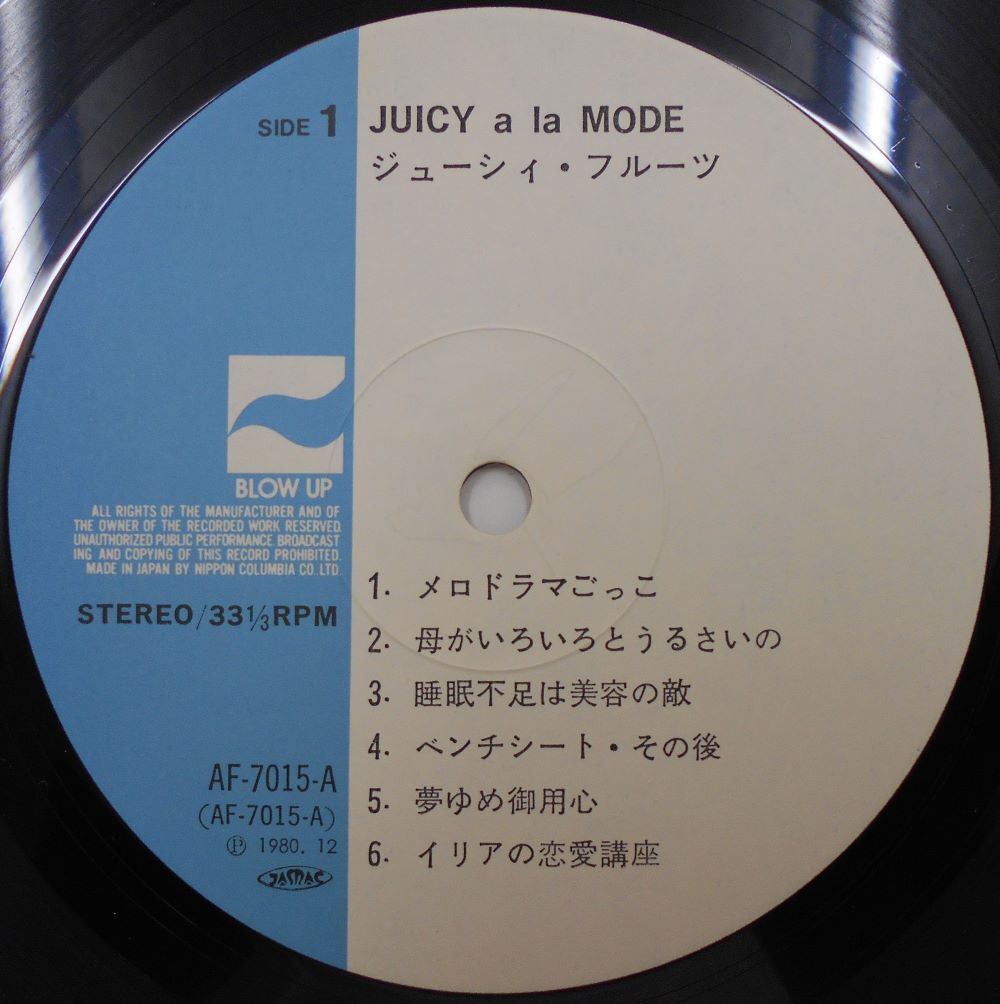 SIDE 1
JUICY a la MODE
ジューシィ・フルーツ
BLOW UP
ALL RIGHTS OF THE MANUFACTURER AND OF
THE OWNER OF THE RECORDED WORK RESERVED.
UNAUTHORIZED PUBLIC PERFORMANCE. BROADCAST
ING AND COPYING OF THIS RECORD PROHIBITED.
MADE IN JAPAN BY NIPPON COLUMBIA CO.,LTD.
STEREO/33 1/3 RPM
1. メロドラマごっこ
2. 母がいろいろとうるさいの
3. 睡眠不足は美容の敵
4. ベンチシート・その後
5. 夢ゆめ御用心
6. イリアの恋愛講座
AF-7015-A
(AF-7015-A)
Ⓟ 1980. 12
JASRAC